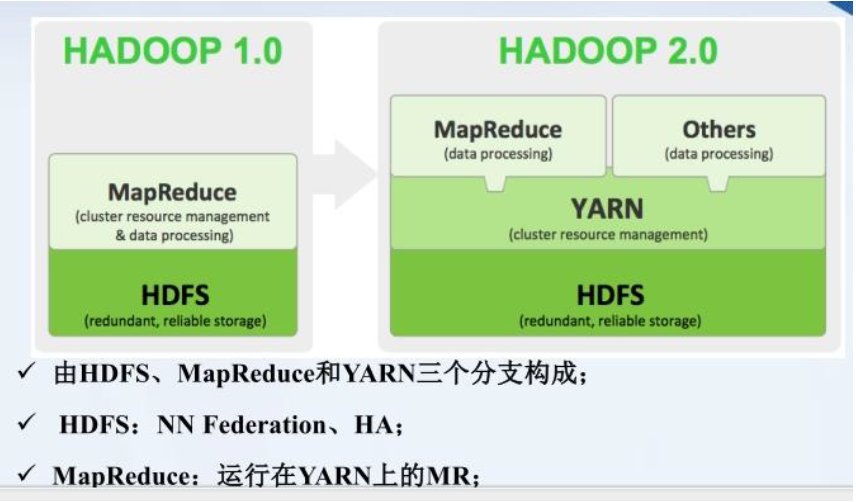 HADOOP 1.0
MapReduce
(cluster resource management
& data processing)
HDFS
(redundant, reliable storage)
HADOOP 2.0
MapReduce
(data processing)
Others
(data processing)
YARN
(cluster resource management)
HDFS
(redundant, reliable storage)
✓ 由HDFS、MapReduce和YARN三个分支构成；
✓ HDFS：NN Federation、HA；
✓ MapReduce：运行在YARN上的MR；